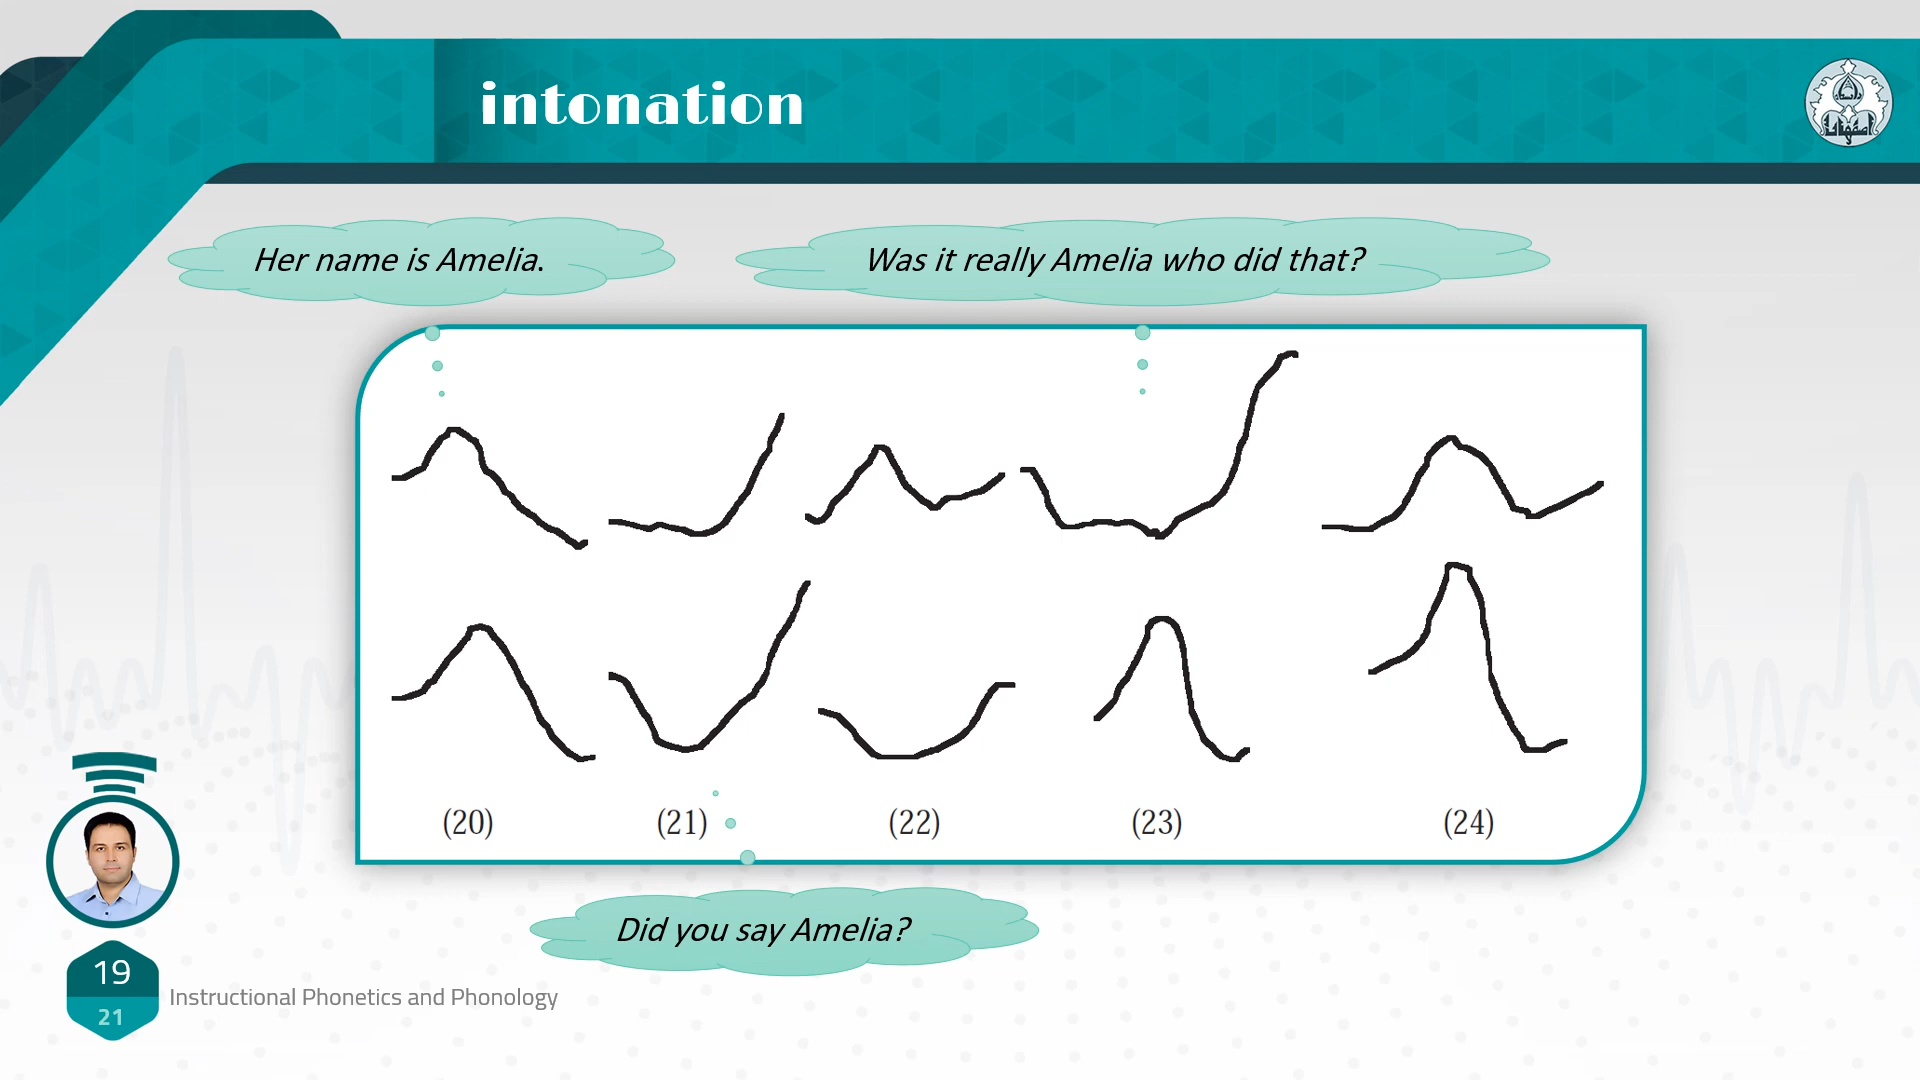 intonation
Her name is Amelia.
Was it really Amelia who did that?
(20) (21) (22) (23) (24)
Did you say Amelia?
19
21
Instructional Phonetics and Phonology